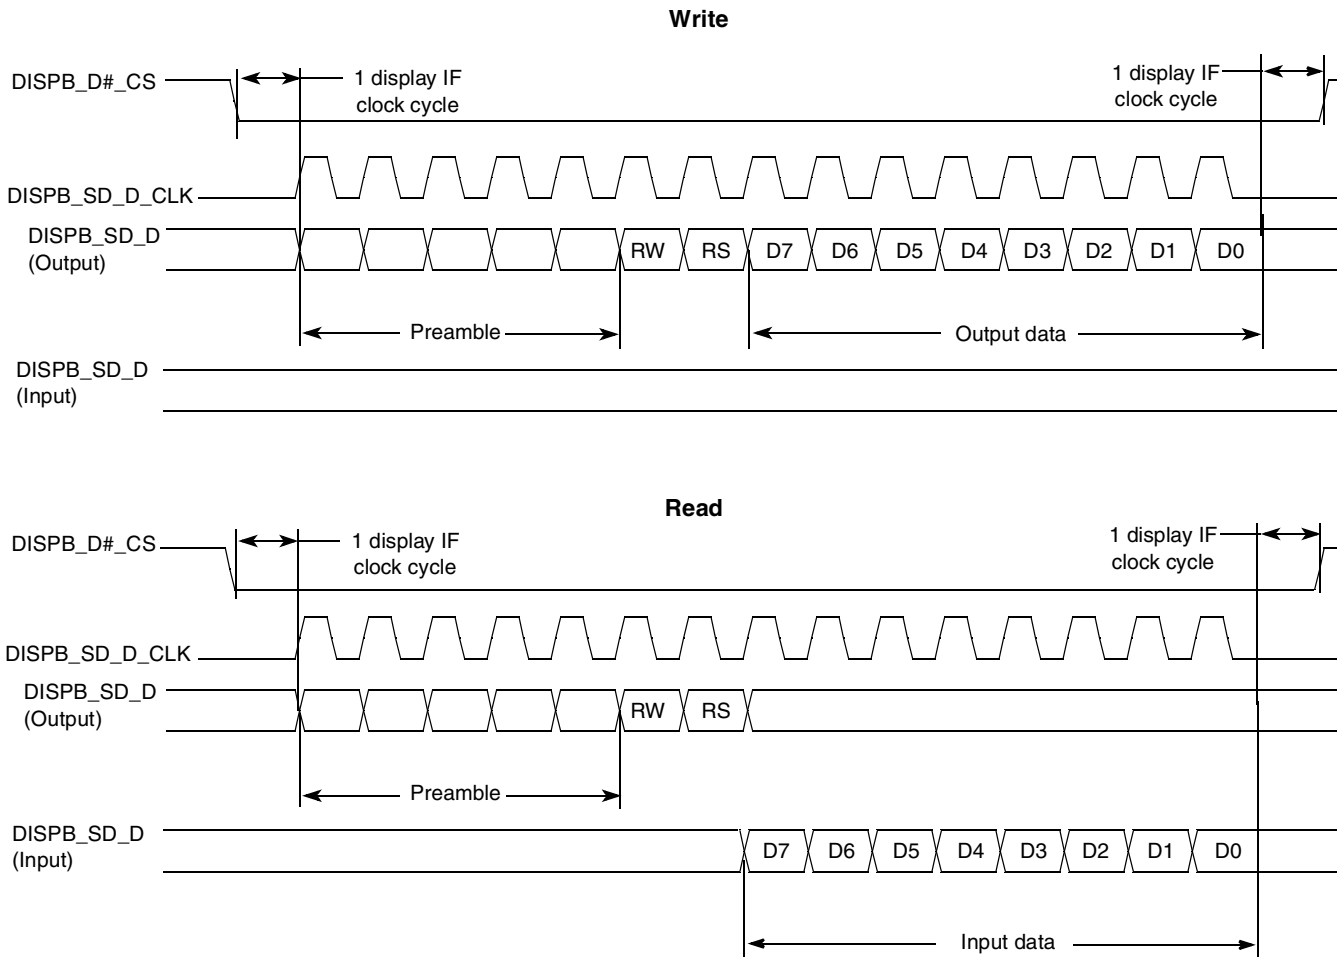 Write
DISPB_D#_CS
1 display IF
clock cycle
1 display IF
clock cycle
DISPB_SD_D_CLK
DISPB_SD_D
(Output)
RW RS D7 D6 D5 D4 D3 D2 D1 D0
Preamble
Output data
DISPB_SD_D
(Input)
Read
DISPB_D#_CS
1 display IF
clock cycle
1 display IF
clock cycle
DISPB_SD_D_CLK
DISPB_SD_D
(Output)
RW RS
Preamble
DISPB_SD_D
(Input)
D7 D6 D5 D4 D3 D2 D1 D0
Input data